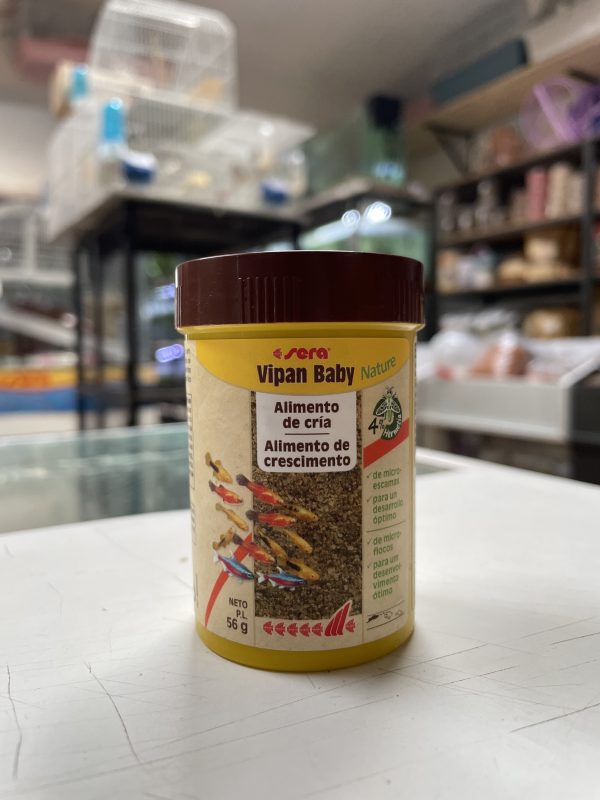 sera®
Vipan Baby Nature
Alimento
de cría
Alimento de
crescimento
4%
✓ de micro-
escamas
✓ para un
desarrollo
óptimo
✓ de micro-
flocos
✓ para um
desenvol-
vimento
ótimo
NETO
P.L.
56 g